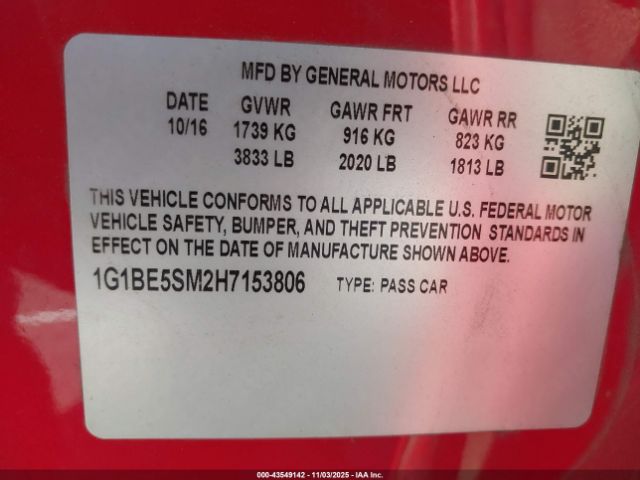 MFD BY GENERAL MOTORS LLC
DATE GVWR GAWR FRT GAWR RR
10/16 1739 KG 916 KG 823 KG
3833 LB 2020 LB 1813 LB
THIS VEHICLE CONFORMS TO ALL APPLICABLE U.S. FEDERAL MOTOR
VEHICLE SAFETY, BUMPER, AND THEFT PREVENTION STANDARDS IN
EFFECT ON THE DATE OF MANUFACTURE SHOWN ABOVE.
1G1BE5SM2H7153806 TYPE: PASS CAR
000-43549142 - 11/03/2025 - IAAI.COM